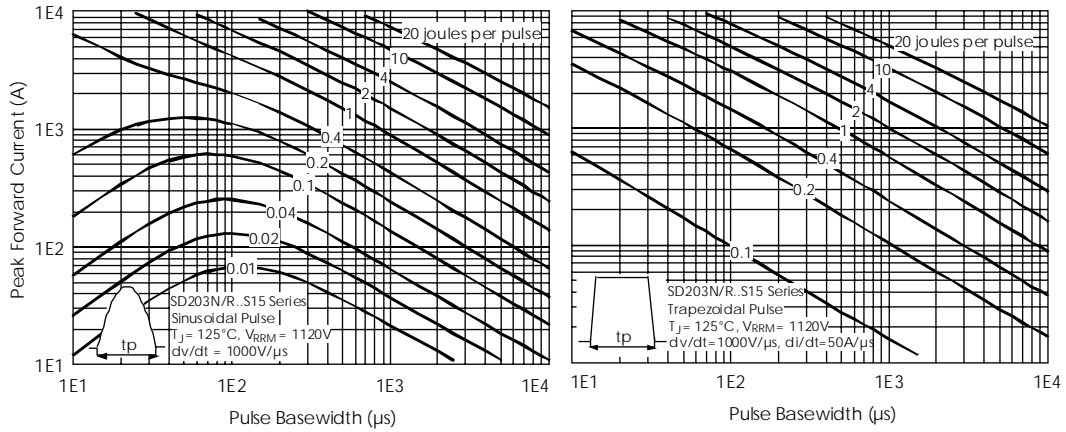 1E4
1E3
1E2
1E1
Peak Forward Current (A)
20 joules per pulse
10
4
2
1
0.4
0.2
0.1
0.04
0.02
0.01
tp
SD203N/R..S15 Series
Sinusoidal Pulse
TJ= 125°C, VRRM= 1120V
dv/dt = 1000V/µs
1E1 1E2 1E3 1E4
Pulse Basewidth (µs)
20 joules per pulse
10
4
2
1
0.4
0.2
0.1
tp
SD203N/R..S15 Series
Trapezoidal Pulse
TJ= 125°C, VRRM= 1120V
dv/dt=1000V/µs, di/dt=50A/µs
1E1 1E2 1E3 1E4
Pulse Basewidth (µs)